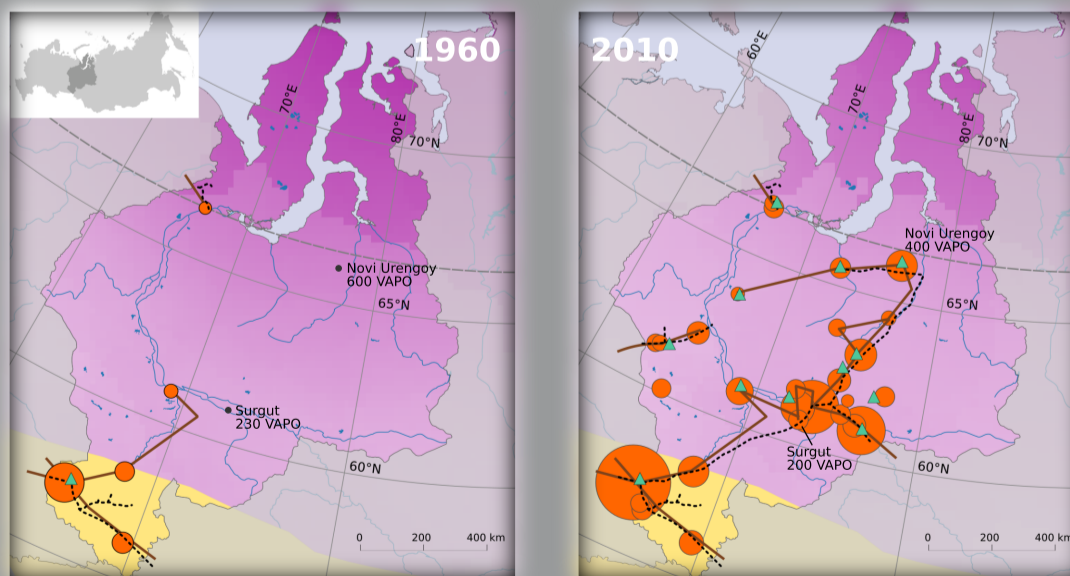 1960
70°E
80°E
70°N
Novi Urengoy
600 VAPO
65°N
Surgut
230 VAPO
60°N
0 200 400 km
2010
60°E
70°E
80°E
70°N
Novi Urengoy
400 VAPO
65°N
Surgut
200 VAPO
60°N
0 200 400 km